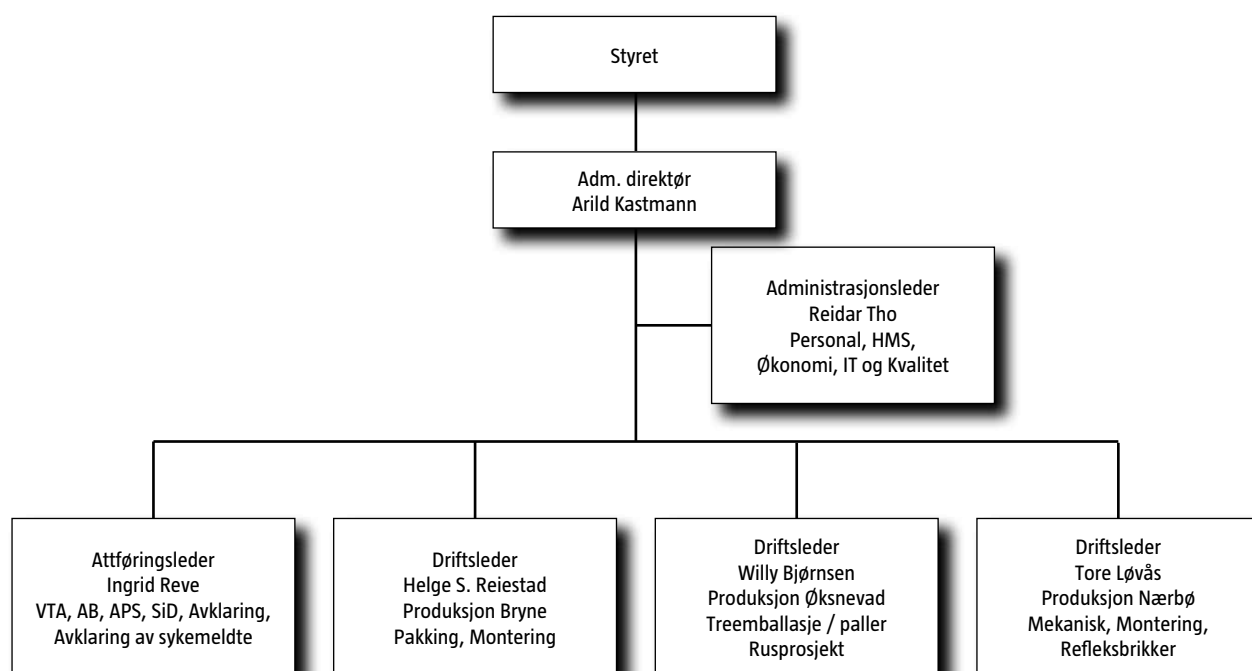 Styret
Adm. direktør
Arild Kastmann
Administrasjonsleder
Reidar Tho
Personal, HMS,
Økonomi, IT og Kvalitet
Attføringsleder
Ingrid Reve
VTA, AB, APS, SiD, Avklaring,
Avklaring av sykemeldte
Driftsleder
Helge S. Reiestad
Produksjon Bryne
Pakking, Montering
Driftsleder
Willy Bjørnsen
Produksjon Øksnevad
Treemballasje / paller
Rusprosjekt
Driftsleder
Tore Løvås
Produksjon Nærbø
Mekanisk, Montering,
Refleksbrikker